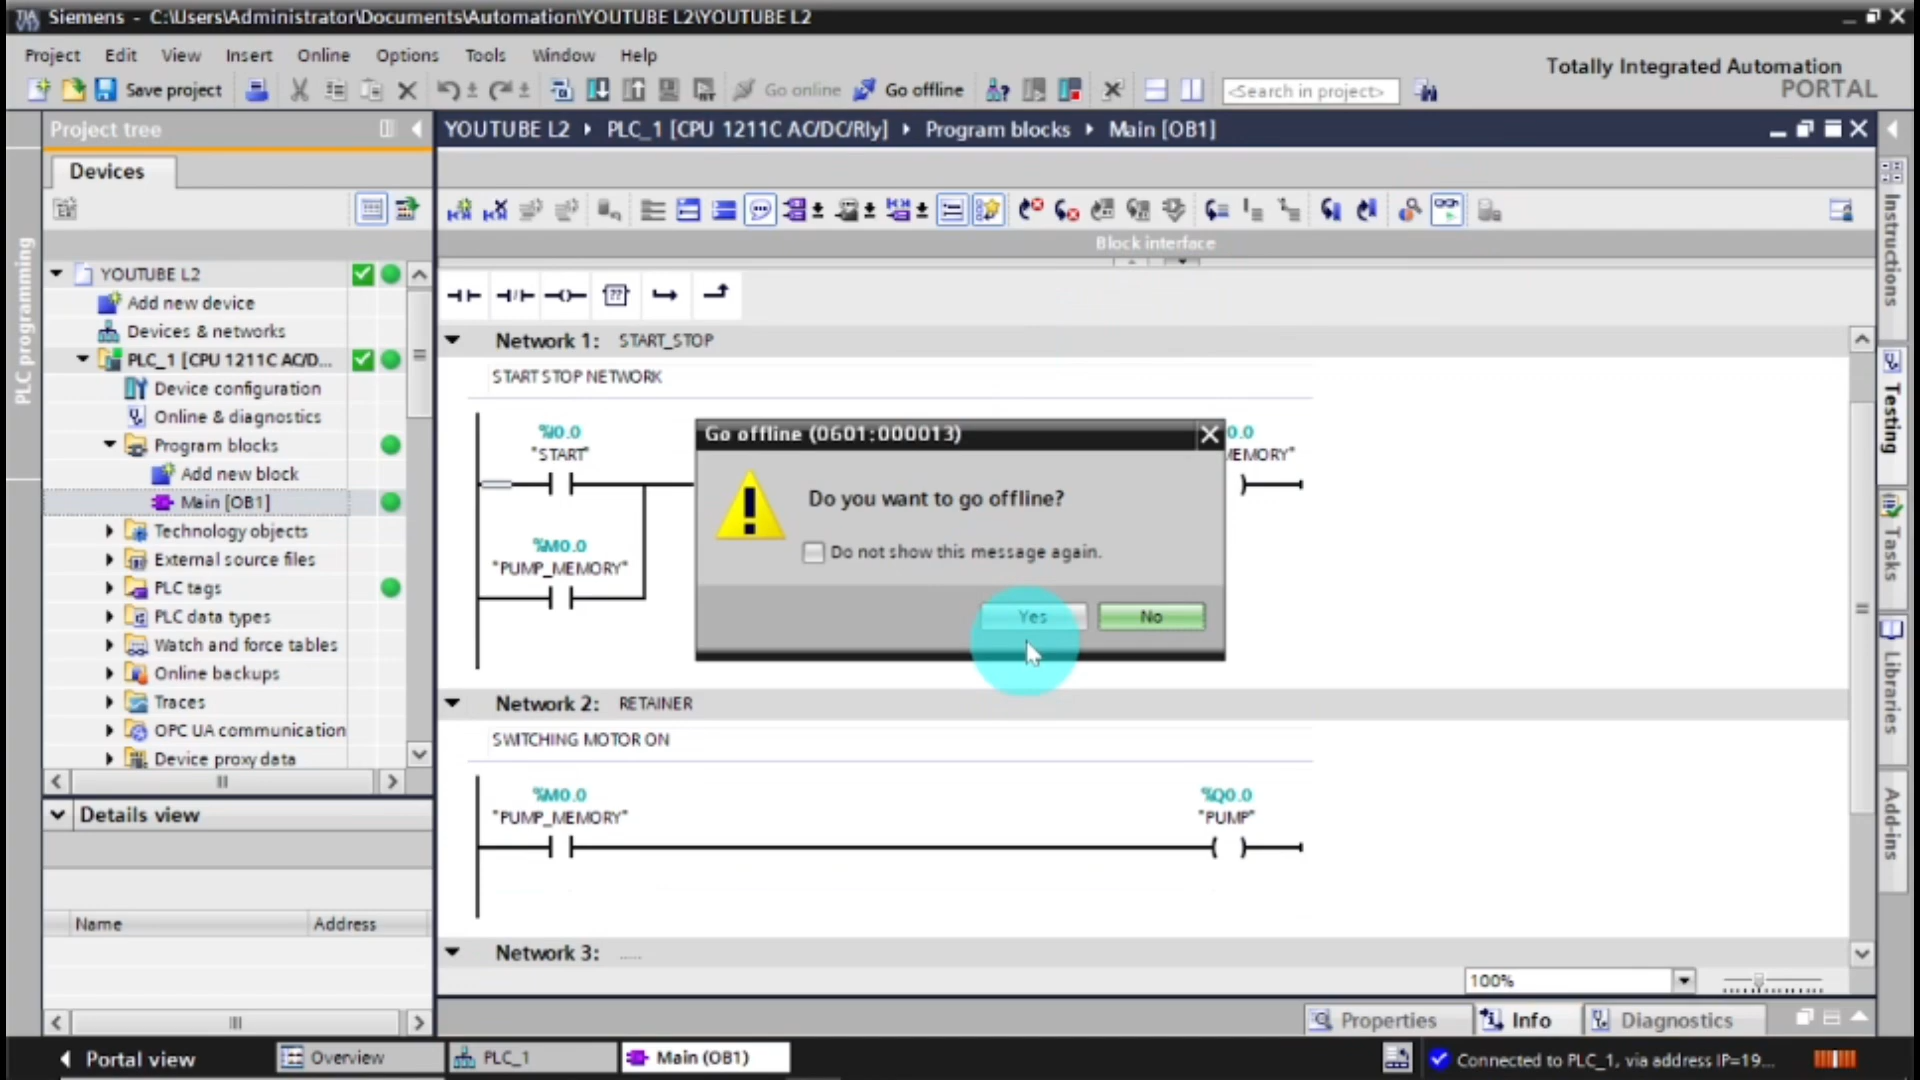 Siemens - C:\Users\Administrator\Documents\Automation\YOUTUBE L2\YOUTUBE L2
Project Edit View Insert Online Options Tools Window Help
Totally Integrated Automation
PORTAL
Save project
Go online
Go offline
<Search in project>
Project tree
YOUTUBE L2 PLC_1 [CPU 1211C AC/DC/Rly] Program blocks Main [OB1]
Devices
Block interface
PLC programming
YOUTUBE L2
Add new device
Devices & networks
PLC_1 [CPU 1211C AC/D...
Device configuration
Online & diagnostics
Program blocks
Add new block
Main [OB1]
Technology objects
External source files
PLC tags
PLC data types
Watch and force tables
Online backups
Traces
OPC UA communication
Device proxy data
Details view
Name Address
Network 1: START_STOP
START STOP NETWORK
%I0.0
"START"
%M0.0
"PUMP_MEMORY"
0.0
MEMORY"
Go offline (0601:000013)
Do you want to go offline?
Do not show this message again.
Yes
No
Network 2: RETAINER
SWITCHING MOTOR ON
%M0.0
"PUMP_MEMORY"
%Q0.0
"PUMP"
Network 3: .....
100%
Instructions
Testing
Tasks
Libraries
Add-ins
Properties
Info
Diagnostics
Portal view
Overview
PLC_1
Main (OB1)
Connected to PLC_1, via address IP=19...